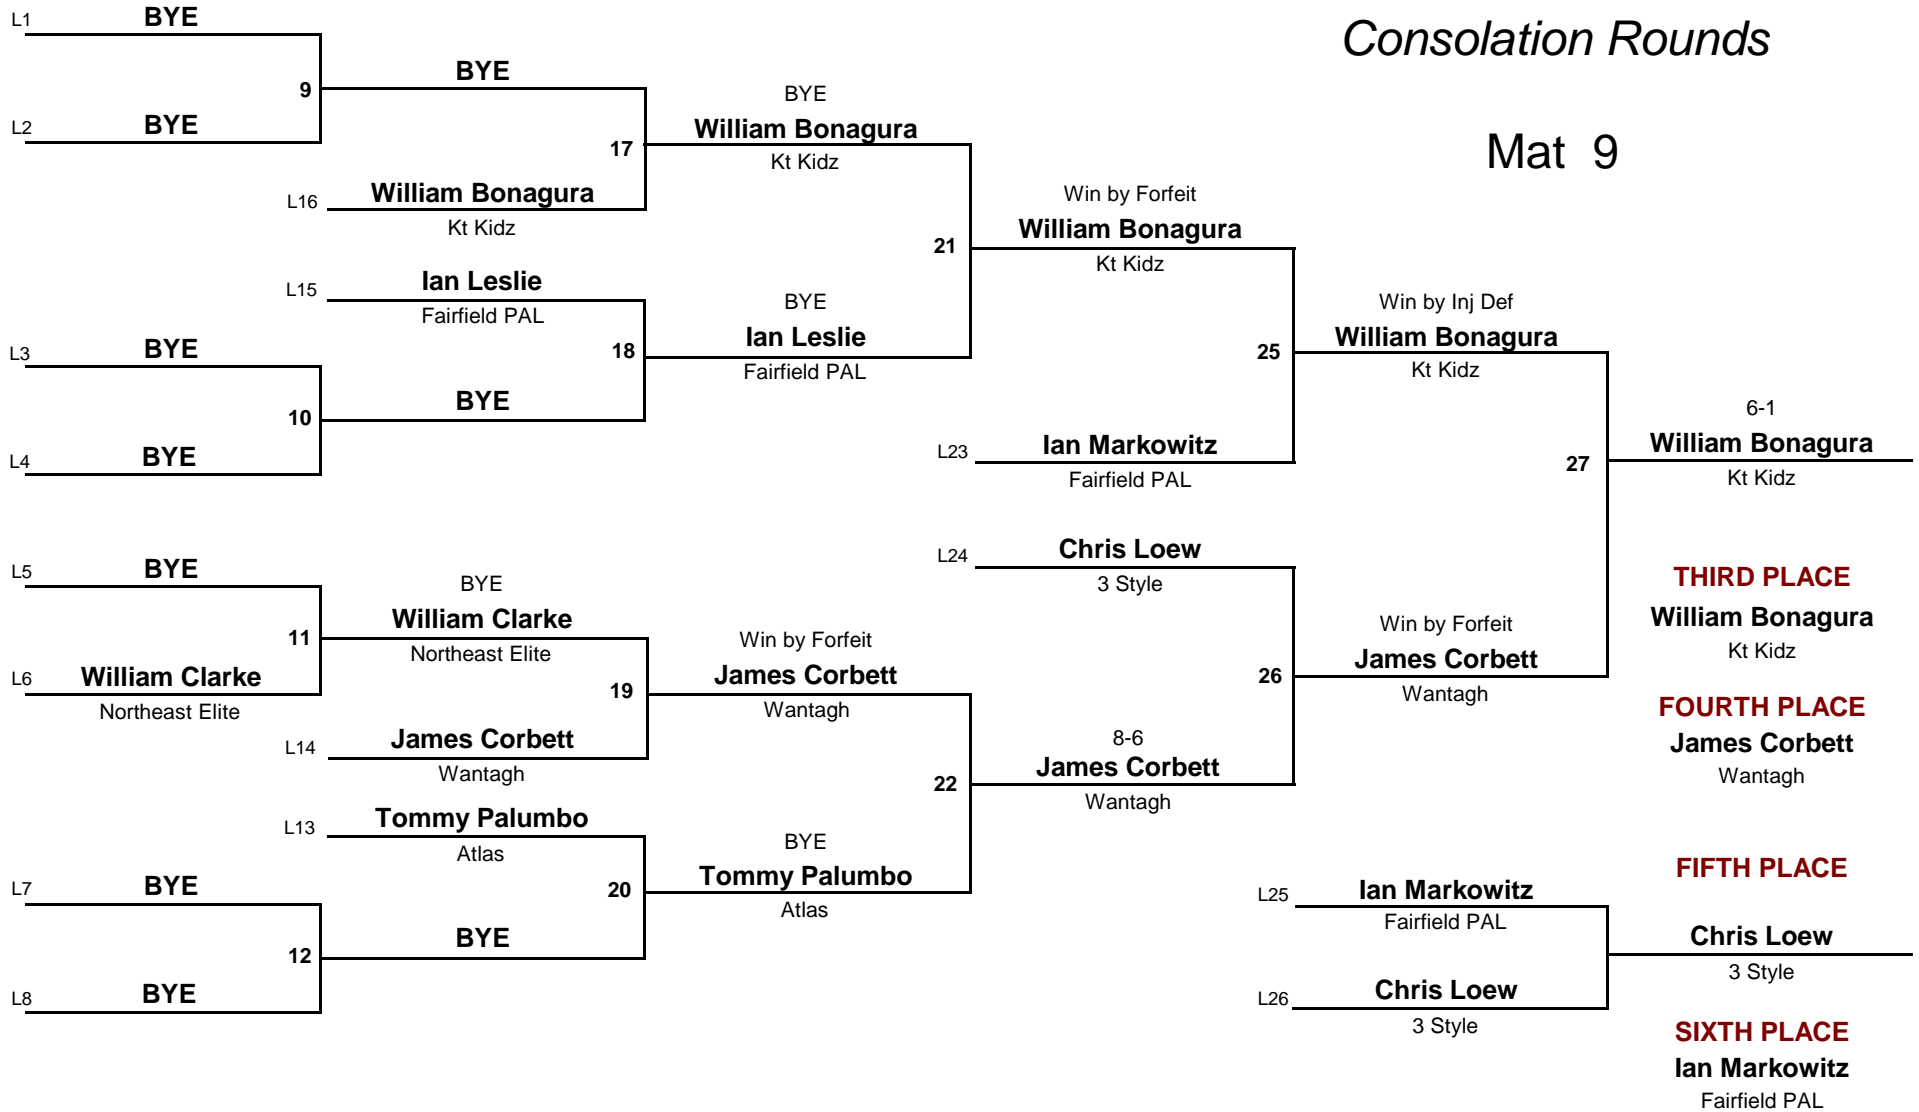 Consolation Rounds
Mat 9
L1 BYE
9
L2 BYE
BYE
17
L16 William Bonagura
Kt Kidz
BYE
William Bonagura
Kt Kidz
21
L15 Ian Leslie
Fairfield PAL
18
BYE
Ian Leslie
Fairfield PAL
L3 BYE
10
L4 BYE
BYE
Win by Forfeit
William Bonagura
Kt Kidz
25
L23 Ian Markowitz
Fairfield PAL
Win by Inj Def
William Bonagura
Kt Kidz
27
6-1
William Bonagura
Kt Kidz
L5 BYE
11
L6 William Clarke
Northeast Elite
BYE
William Clarke
Northeast Elite
19
L14 James Corbett
Wantagh
Win by Forfeit
James Corbett
Wantagh
22
L13 Tommy Palumbo
Atlas
20
BYE
Tommy Palumbo
Atlas
L7 BYE
12
L8 BYE
BYE
L24 Chris Loew
3 Style
26
8-6
James Corbett
Wantagh
Win by Forfeit
James Corbett
Wantagh
THIRD PLACE
William Bonagura
Kt Kidz
FOURTH PLACE
James Corbett
Wantagh
L25 Ian Markowitz
Fairfield PAL
L26 Chris Loew
3 Style
FIFTH PLACE
Chris Loew
3 Style
SIXTH PLACE
Ian Markowitz
Fairfield PAL